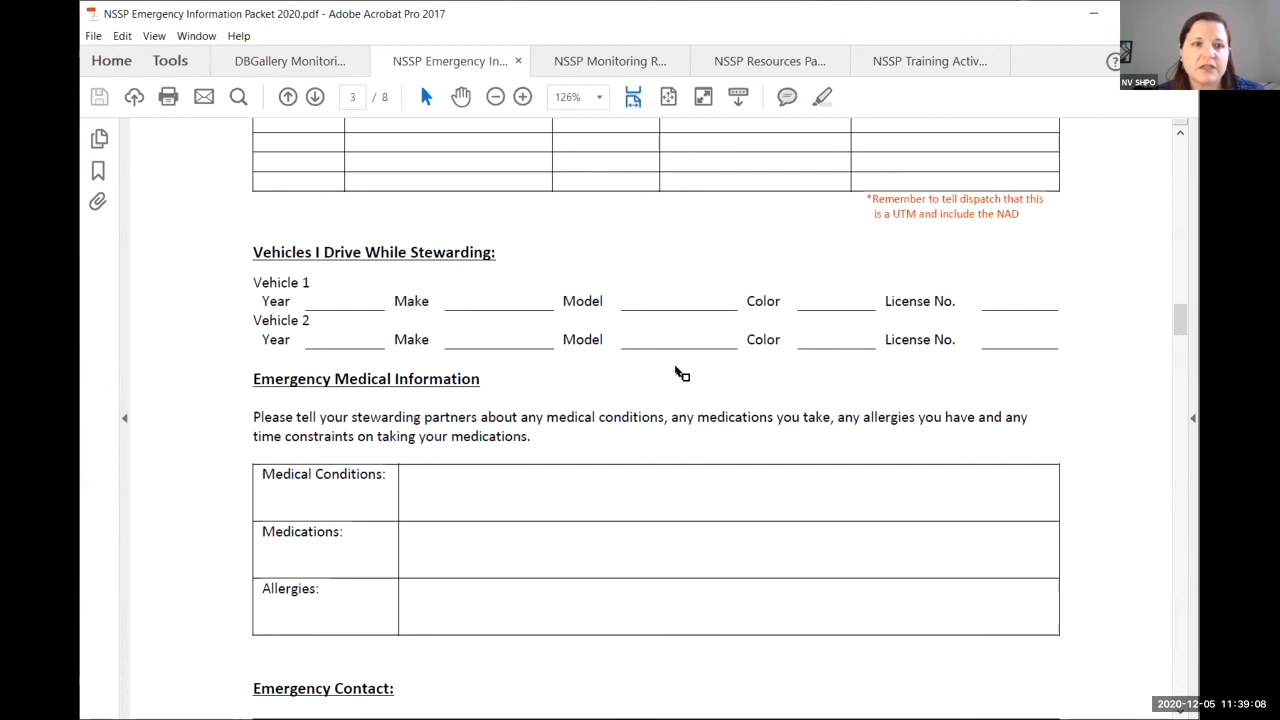 NSSP Emergency Information Packet 2020.pdf - Adobe Acrobat Pro 2017
File Edit View Window Help
Home Tools DBGallery Monitori... NSSP Emergency In... × NSSP Monitoring R... NSSP Resources Pa... NSSP Training Activ...
3 / 8 126%
NV SHPO
*Remember to tell dispatch that this
is a UTM and include the NAD
Vehicles I Drive While Stewarding:
Vehicle 1
Year Make Model Color License No.
Vehicle 2
Year Make Model Color License No.
Emergency Medical Information
Please tell your stewarding partners about any medical conditions, any medications you take, any allergies you have and any
time constraints on taking your medications.
Medical Conditions:
Medications:
Allergies:
Emergency Contact:
2020-12-05 11:39:08